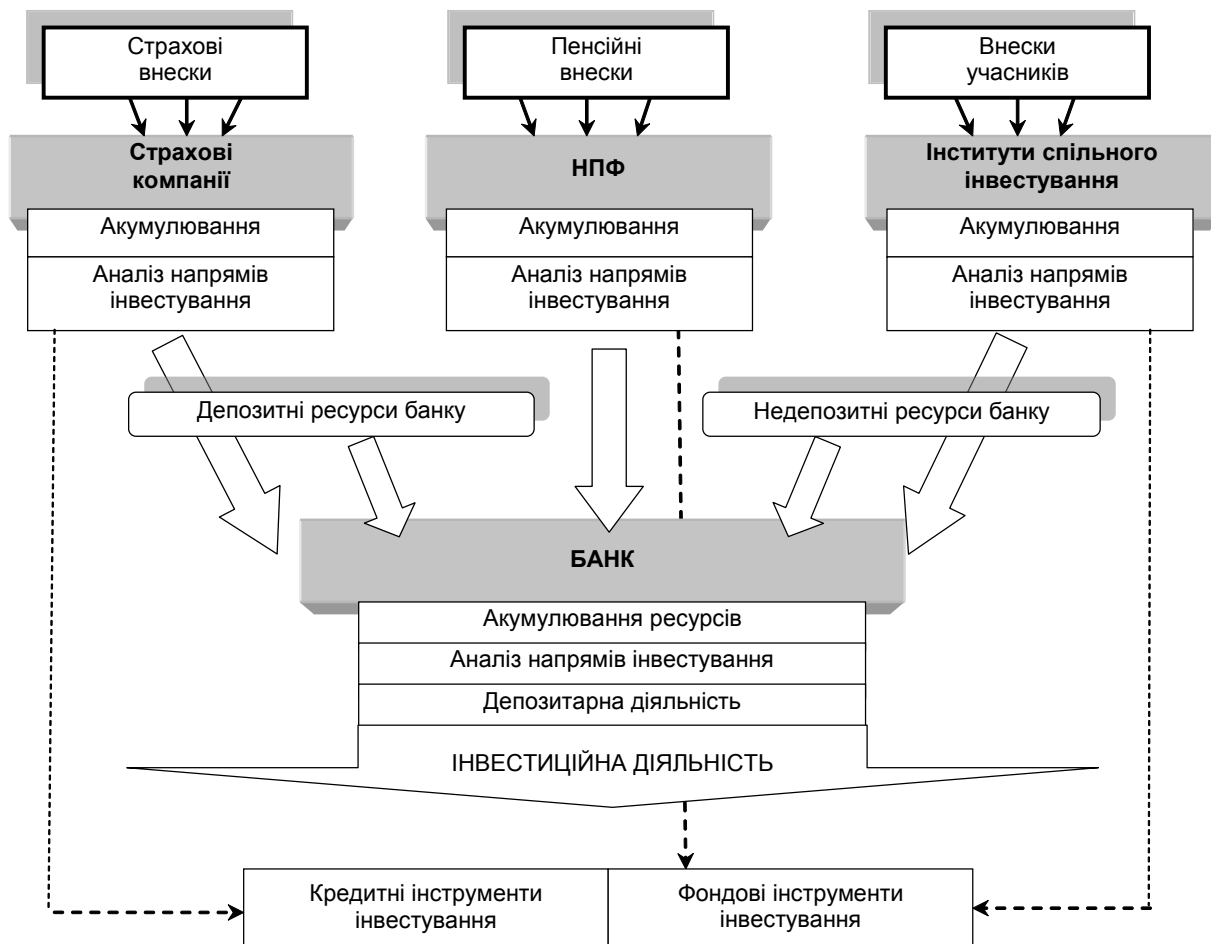 Страхові
внески
Пенсійні
внески
Внески
учасників
Страхові
компанії
НПФ
Інститути спільного
інвестування
Акумулювання
Акумулювання
Акумулювання
Аналіз напрямів
інвестування
Аналіз напрямів
інвестування
Аналіз напрямів
інвестування
Депозитні ресурси банку
Недепозитні ресурси банку
БАНК
Акумулювання ресурсів
Аналіз напрямів інвестування
Депозитарна діяльність
ІНВЕСТИЦІЙНА ДІЯЛЬНІСТЬ
Кредитні інструменти
інвестування
Фондові інструменти
інвестування